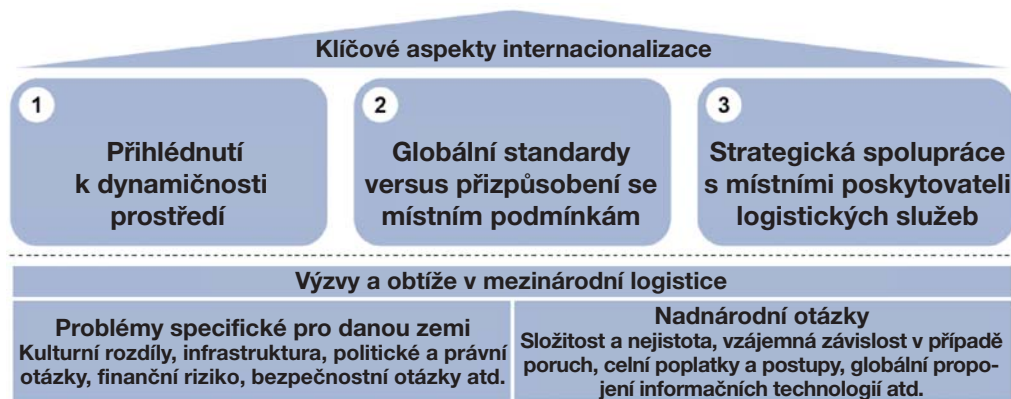 Klíčové aspekty internacionalizace
1
Přihlédnutí
k dynamičnosti
prostředí
2
Globální standardy
versus přizpůsobení se
místním podmínkám
3
Strategická spolupráce
s místními poskytovateli
logistických služeb
Výzvy a obtíže v mezinárodní logistice
Problémy specifické pro danou zemi
Kulturní rozdíly, infrastruktura, politické a právní
otázky, finanční riziko, bezpečnostní otázky atd.
Nadnárodní otázky
Složitost a nejistota, vzájemná závislost v případě
poruch, celní poplatky a postupy, globální propo-
jení informačních technologií atd.